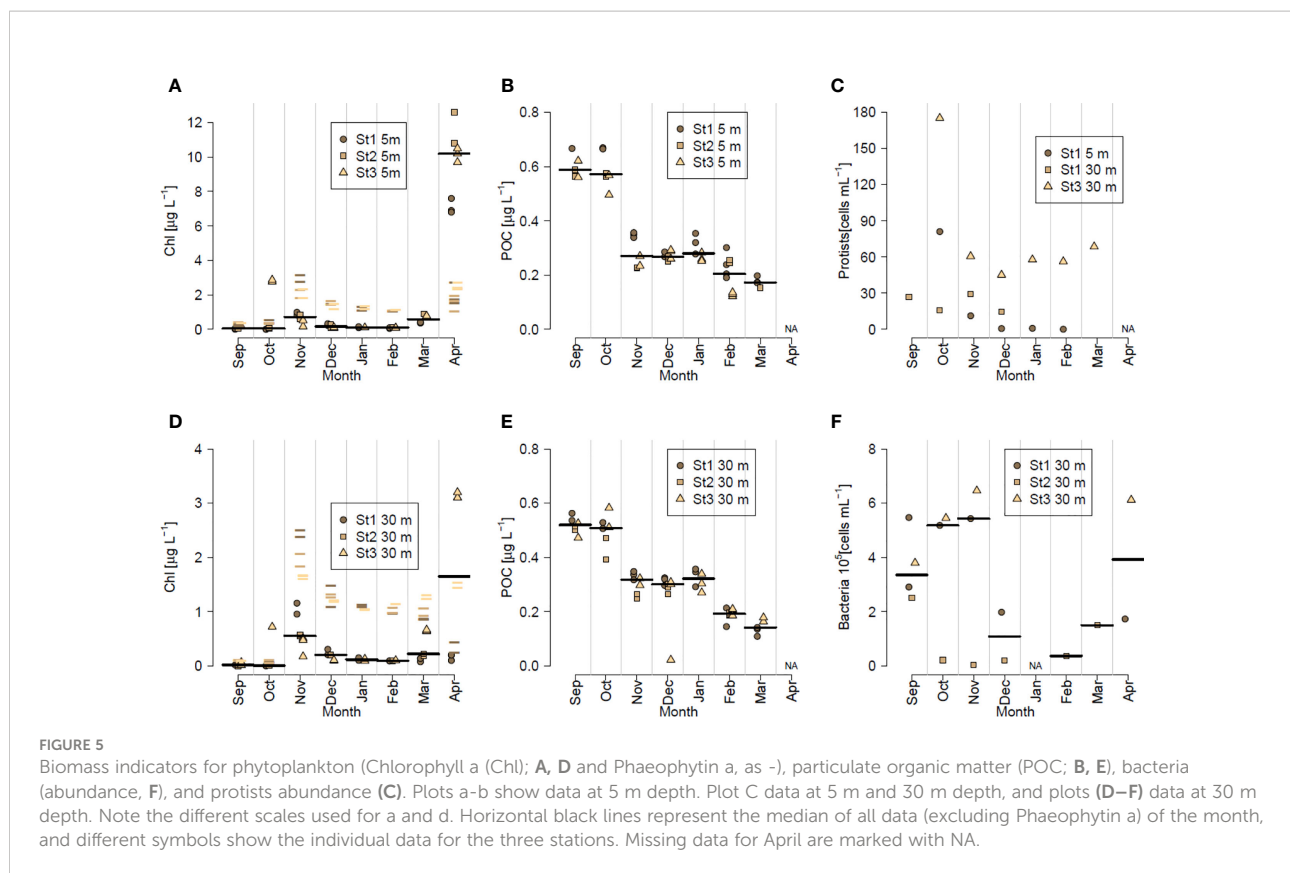 A
Chl [µg L⁻¹]
12
10
8
6
4
2
0
St1 5m
St2 5m
St3 5m
Sep
Oct
Nov
Dec
Jan
Feb
Mar
Apr
Month
B
POC [µg L⁻¹]
0.8
0.6
0.4
0.2
0.0
St1 5 m
St2 5 m
St3 5 m
NA
Sep
Oct
Nov
Dec
Jan
Feb
Mar
Apr
Month
C
Protists[cells mL⁻¹]
180
150
120
90
60
30
0
St1 5 m
St1 30 m
St3 30 m
NA
Sep
Oct
Nov
Dec
Jan
Feb
Mar
Apr
Month
D
Chl [µg L⁻¹]
4
3
2
1
0
St1 30 m
St2 30 m
St3 30 m
Sep
Oct
Nov
Dec
Jan
Feb
Mar
Apr
Month
E
POC [µg L⁻¹]
0.8
0.6
0.4
0.2
0.0
St1 30 m
St2 30 m
St3 30 m
NA
Sep
Oct
Nov
Dec
Jan
Feb
Mar
Apr
Month
F
Bacteria 10⁵[cells mL⁻¹]
8
6
4
2
0
St1 30 m
St2 30 m
St3 30 m
NA
Sep
Oct
Nov
Dec
Jan
Feb
Mar
Apr
Month
FIGURE 5
Biomass indicators for phytoplankton (Chlorophyll a (Chl); A, D and Phaeophytin a, as -), particulate organic matter (POC; B, E), bacteria
(abundance, F), and protists abundance (C). Plots a-b show data at 5 m depth. Plot C data at 5 m and 30 m depth, and plots (D–F) data at 30 m
depth. Note the different scales used for a and d. Horizontal black lines represent the median of all data (excluding Phaeophytin a) of the month,
and different symbols show the individual data for the three stations. Missing data for April are marked with NA.